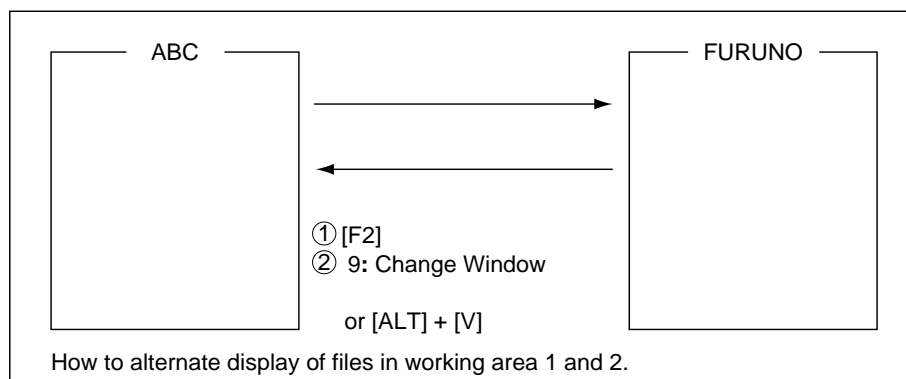 ABC
FURUNO
① [F2]
② 9: Change Window
or [ALT] + [V]
How to alternate display of files in working area 1 and 2.